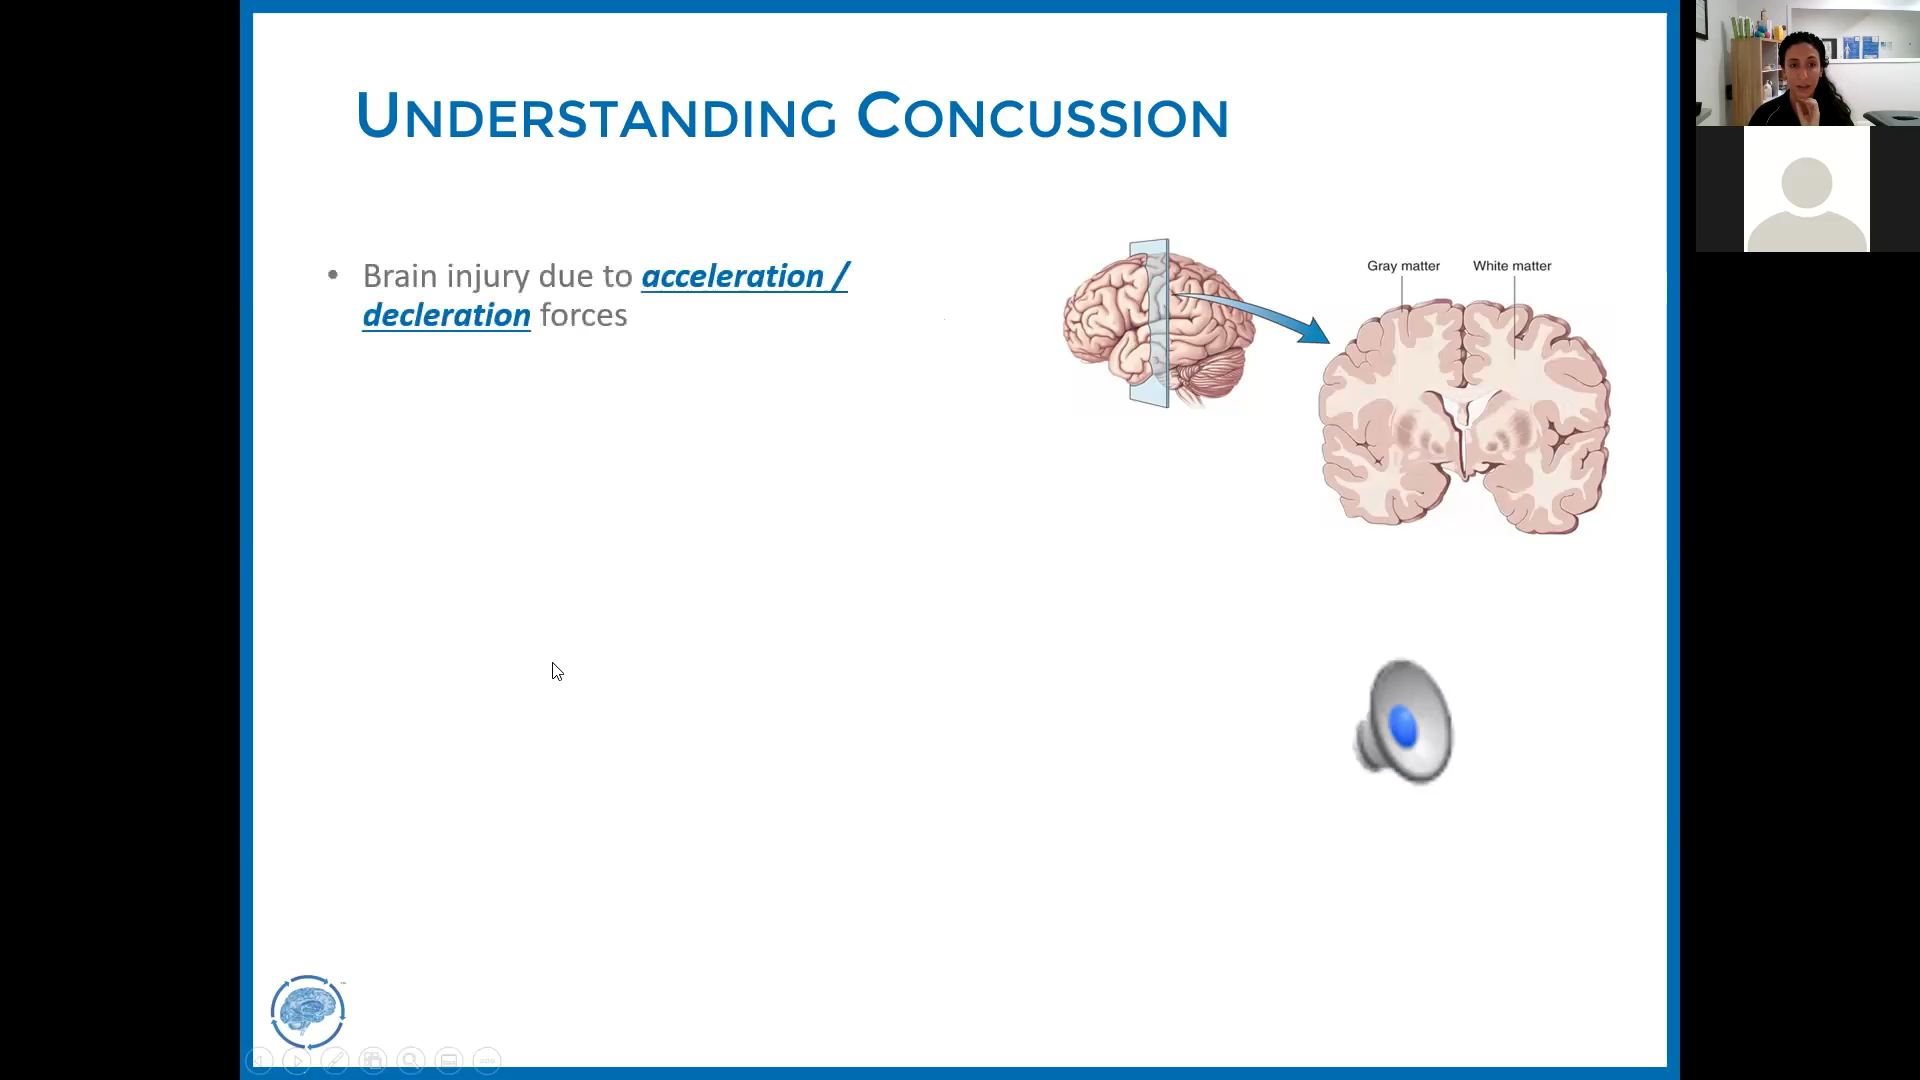 UNDERSTANDING CONCUSSION
• Brain injury due to acceleration /
decleration forces
Gray matter
White matter